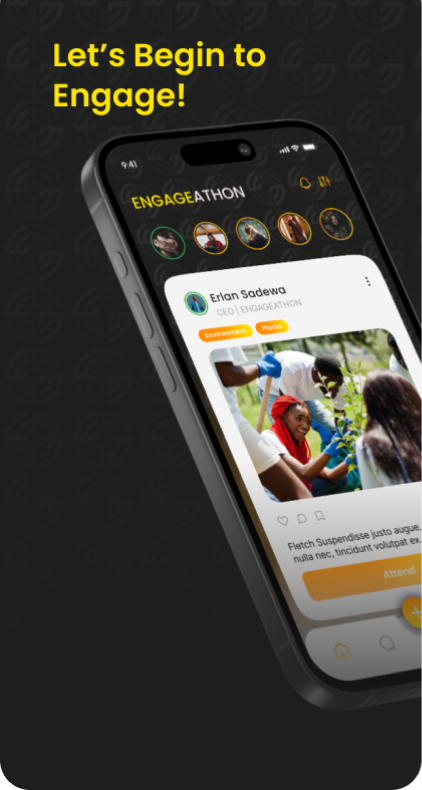 Let's Begin to
Engage!
9:41
ENGAGEATHON
Erlan Sadewa
CEO | ENGAGEATHON
Environment Plants
Fletch Suspendisse justo augue,
nulla nec, tincidunt volutpat ex.
Attend